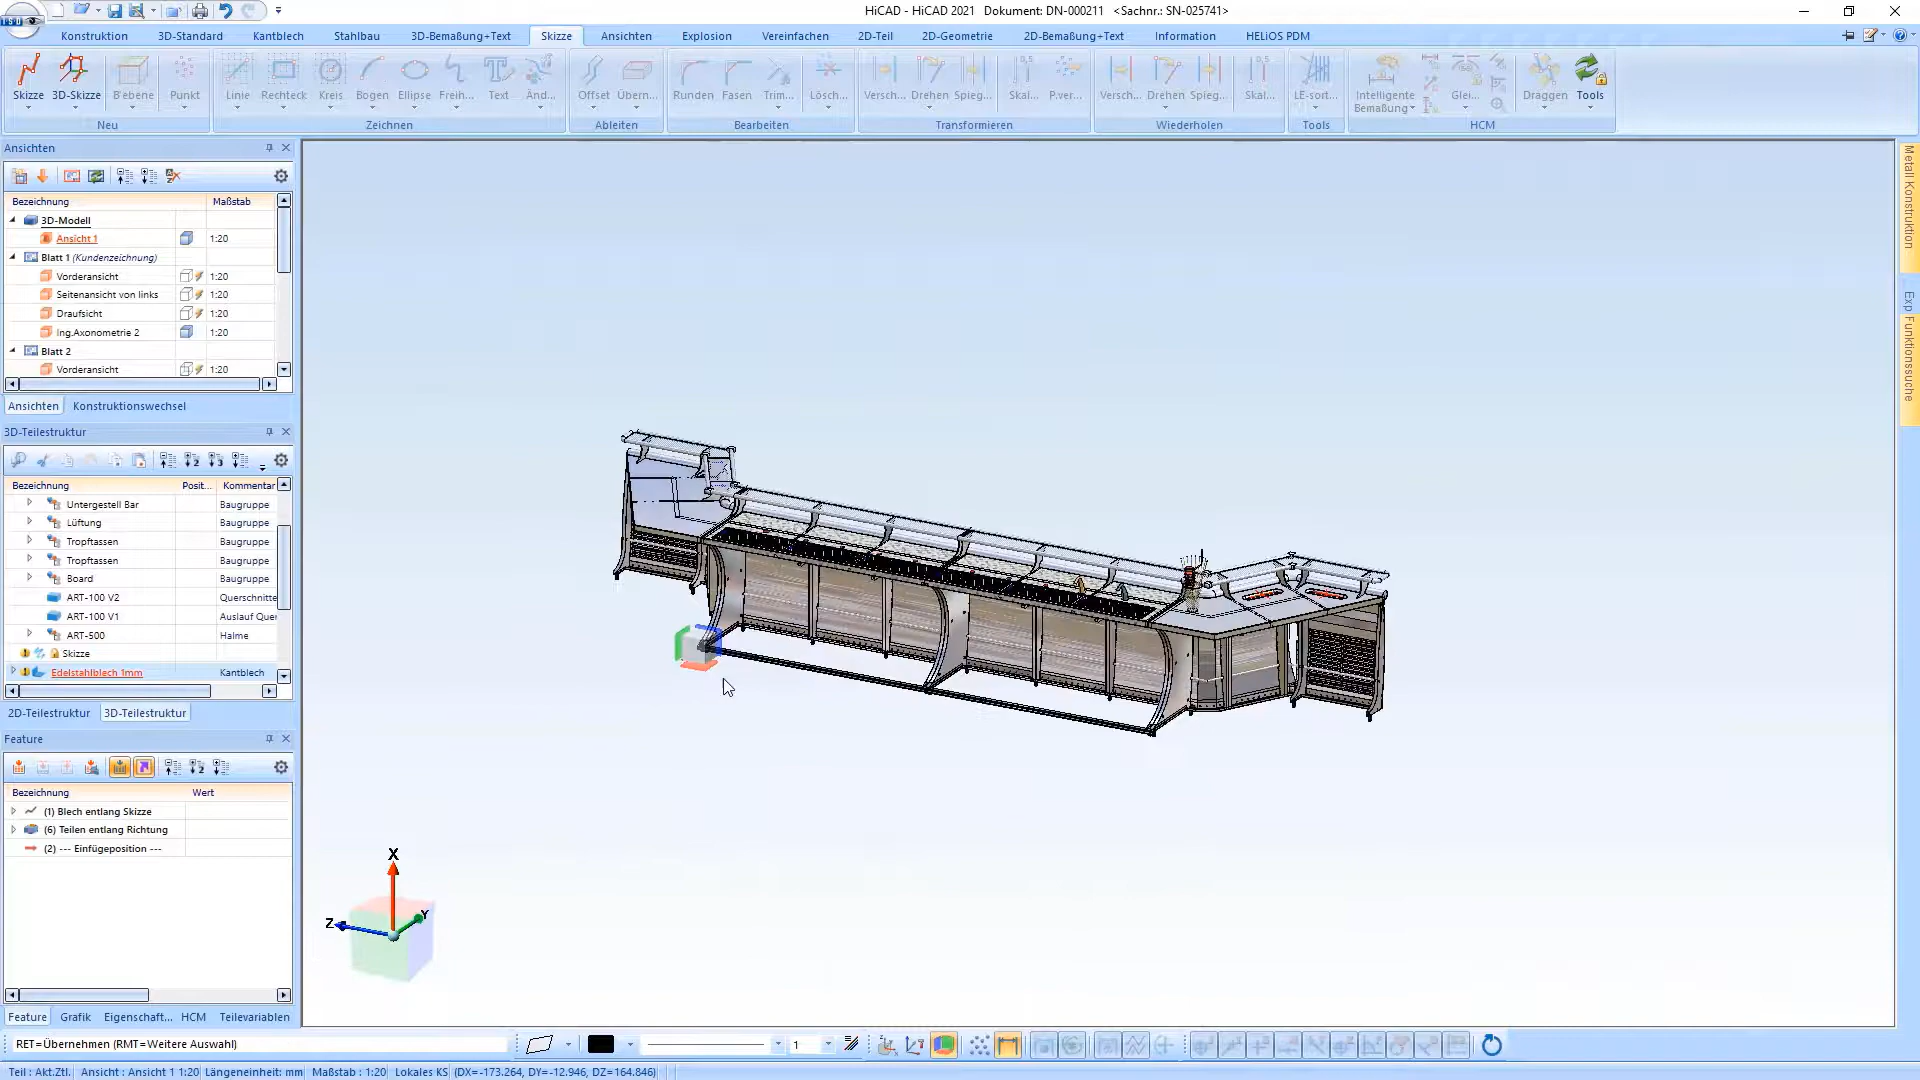 HiCAD - HiCAD 2021   Dokument: DN-000211   <Sachnr.: SN-025741>
ISD
Konstruktion 3D-Standard Kantblech Stahlbau 3D-Bemaßung+Text Skizze Ansichten Explosion Vereinfachen 2D-Teil 2D-Geometrie 2D-Bemaßung+Text Information HELiOS PDM
Skizze 3D-Skizze B'ebene Punkt Linie Rechteck Kreis Bogen Ellipse Freih... Text Änd... Offset Übern... Runden Fasen Trim... Lösch... Versch... Drehen Spieg... Skal... P.ver... Versch... Drehen Spieg... Skal... LE-sort... Intelligente Bemaßung Glei... Draggen Tools
Neu Zeichnen Ableiten Bearbeiten Transformieren Wiederholen Tools HCM
Ansichten
Bezeichnung Maßstab
3D-Modell
Ansicht 1 1:20
Blatt 1 (Kundenzeichnung)
Vorderansicht 1:20
Seitenansicht von links 1:20
Draufsicht 1:20
Ing.Axonometrie 2 1:20
Blatt 2
Vorderansicht 1:20
Ansichten Konstruktionswechsel
3D-Teilestruktur
Bezeichnung Posit... Kommentar
Untergestell Bar Baugruppe
Lüftung Baugruppe
Tropftassen Baugruppe
Tropftassen Baugruppe
Board Baugruppe
ART-100 V2 Querschnitte
ART-100 V1 Auslauf Quer
ART-500 Halme
Skizze
Edelstahlblech 1mm Kantblech
2D-Teilestruktur 3D-Teilestruktur
Feature
Bezeichnung Wert
(1) Blech entlang Skizze
(6) Teilen entlang Richtung
(2) --- Einfügeposition ---
Feature Grafik Eigenschaft... HCM Teilevariablen
X
Y
Z
Metall Konstruktion
Exp
Funktionssuche
RET=Übernehmen (RMT=Weitere Auswahl)
1
Teil : Akt.Ztl. Ansicht : Ansicht 1 1:20 Längeneinheit: mm Maßstab : 1:20 Lokales KS (DX=-173.264, DY=-12.946, DZ=164.846)